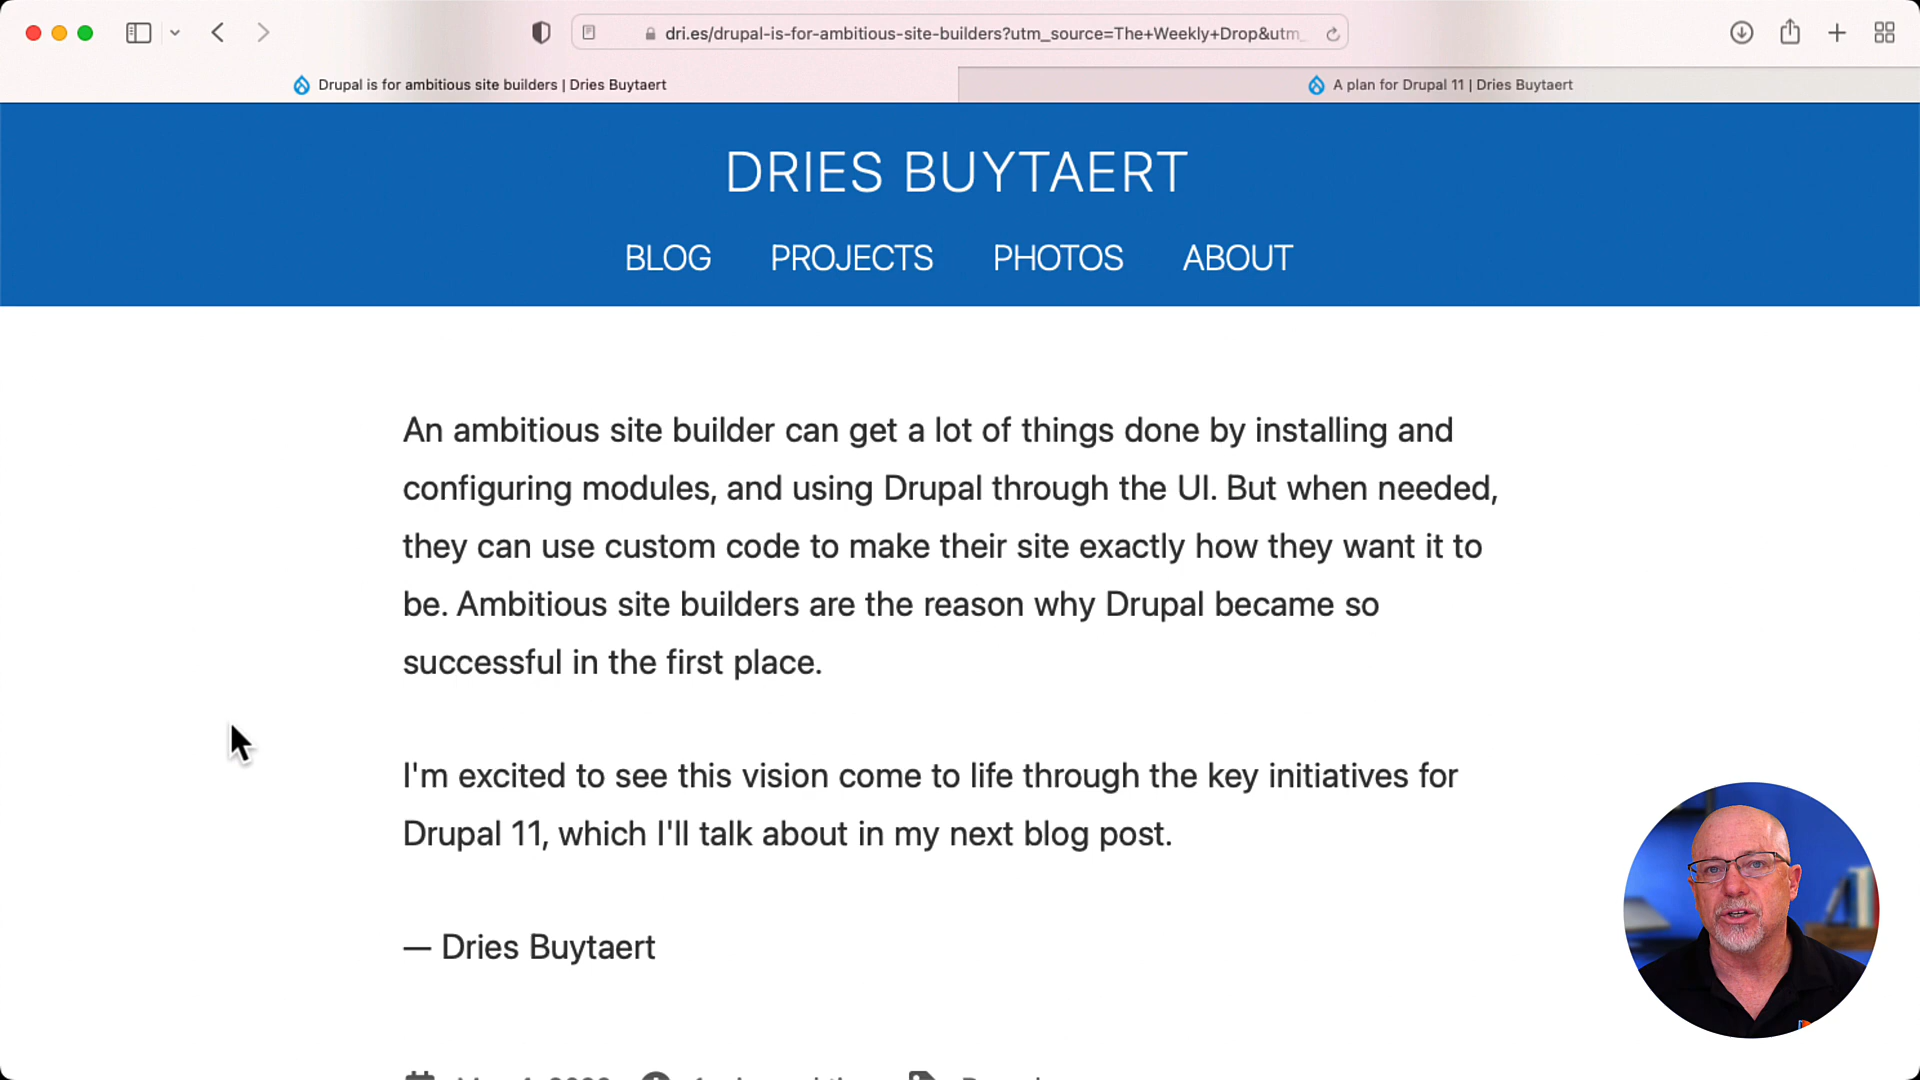 dri.es/drupal-is-for-ambitious-site-builders?utm_source=The+Weekly+Drop&utm_
Drupal is for ambitious site builders | Dries Buytaert
A plan for Drupal 11 | Dries Buytaert
DRIES BUYTAERT
BLOG PROJECTS PHOTOS ABOUT
An ambitious site builder can get a lot of things done by installing and
configuring modules, and using Drupal through the UI. But when needed,
they can use custom code to make their site exactly how they want it to
be. Ambitious site builders are the reason why Drupal became so
successful in the first place.
I'm excited to see this vision come to life through the key initiatives for
Drupal 11, which I'll talk about in my next blog post.
— Dries Buytaert